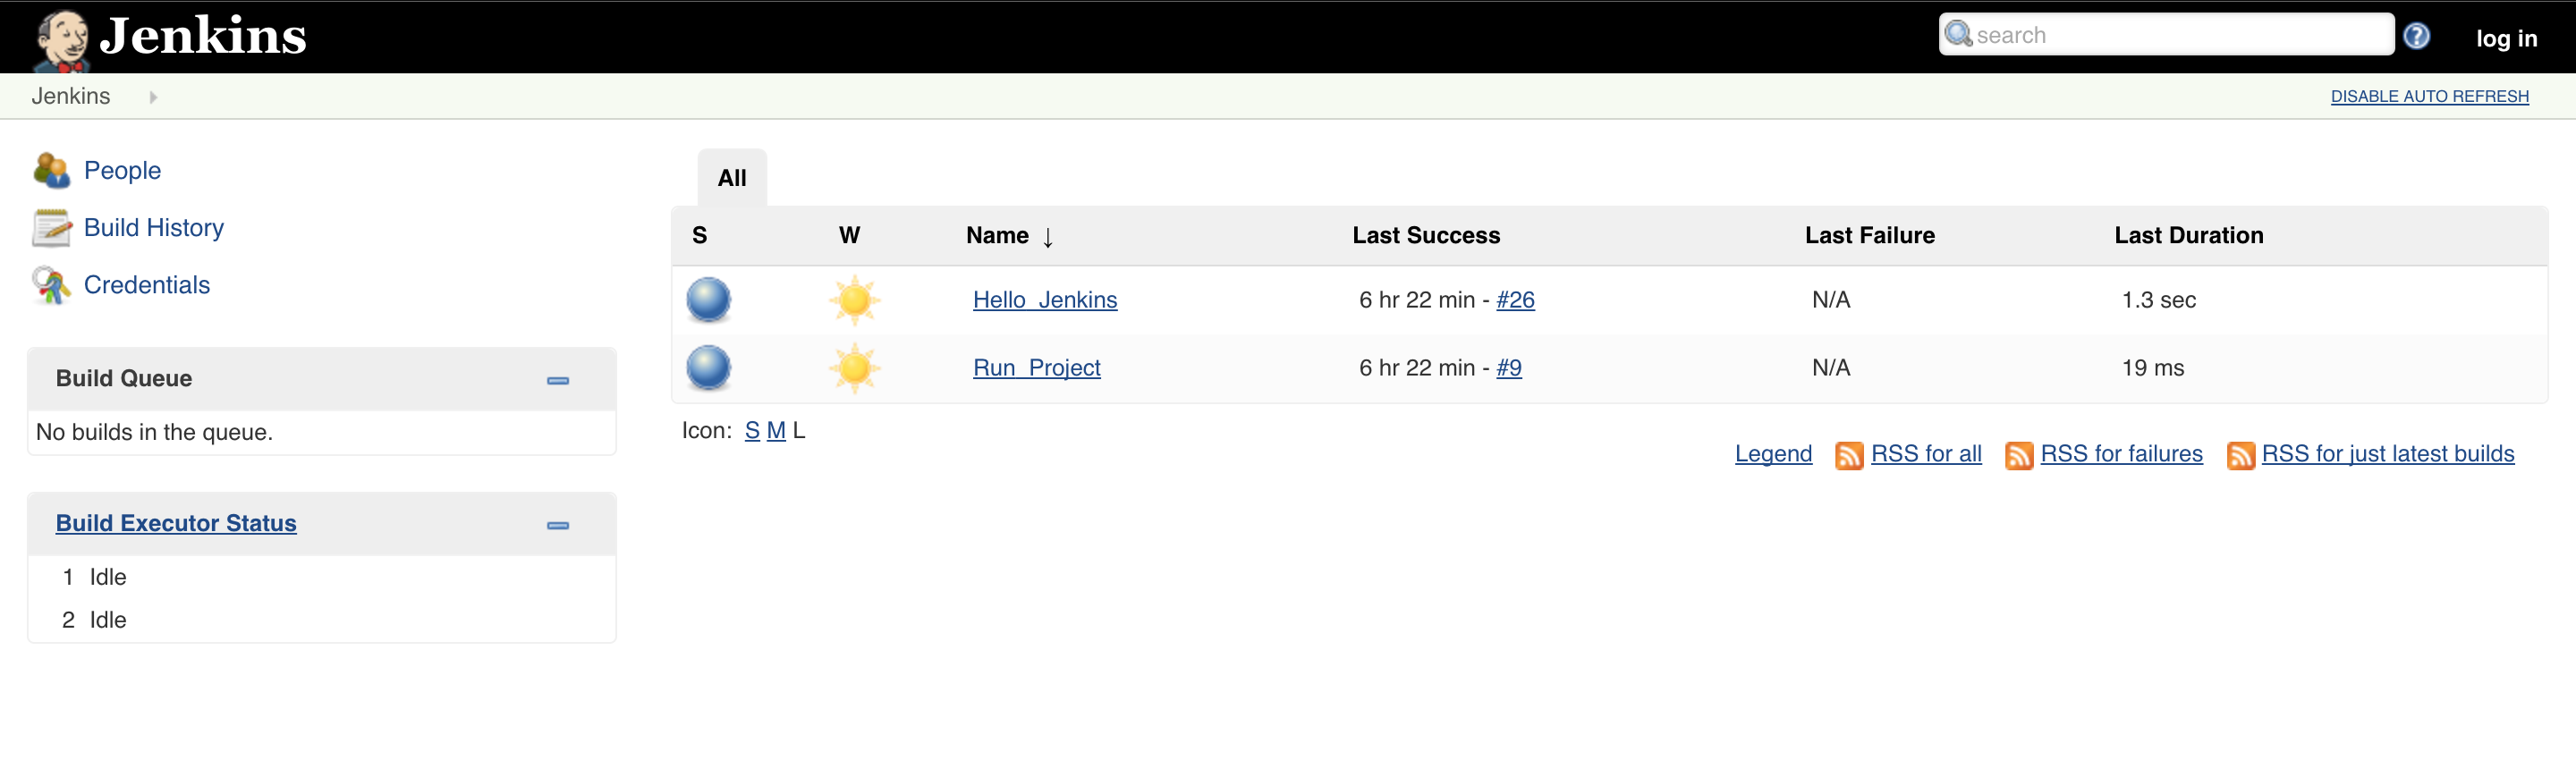 Jenkins
search
log in
Jenkins
DISABLE AUTO REFRESH
People
Build History
Credentials
Build Queue
No builds in the queue.
Build Executor Status
1 Idle
2 Idle
All
S W Name ↓ Last Success Last Failure Last Duration
Hello_Jenkins 6 hr 22 min - #26 N/A 1.3 sec
Run_Project 6 hr 22 min - #9 N/A 19 ms
Icon: S M L
Legend RSS for all RSS for failures RSS for just latest builds